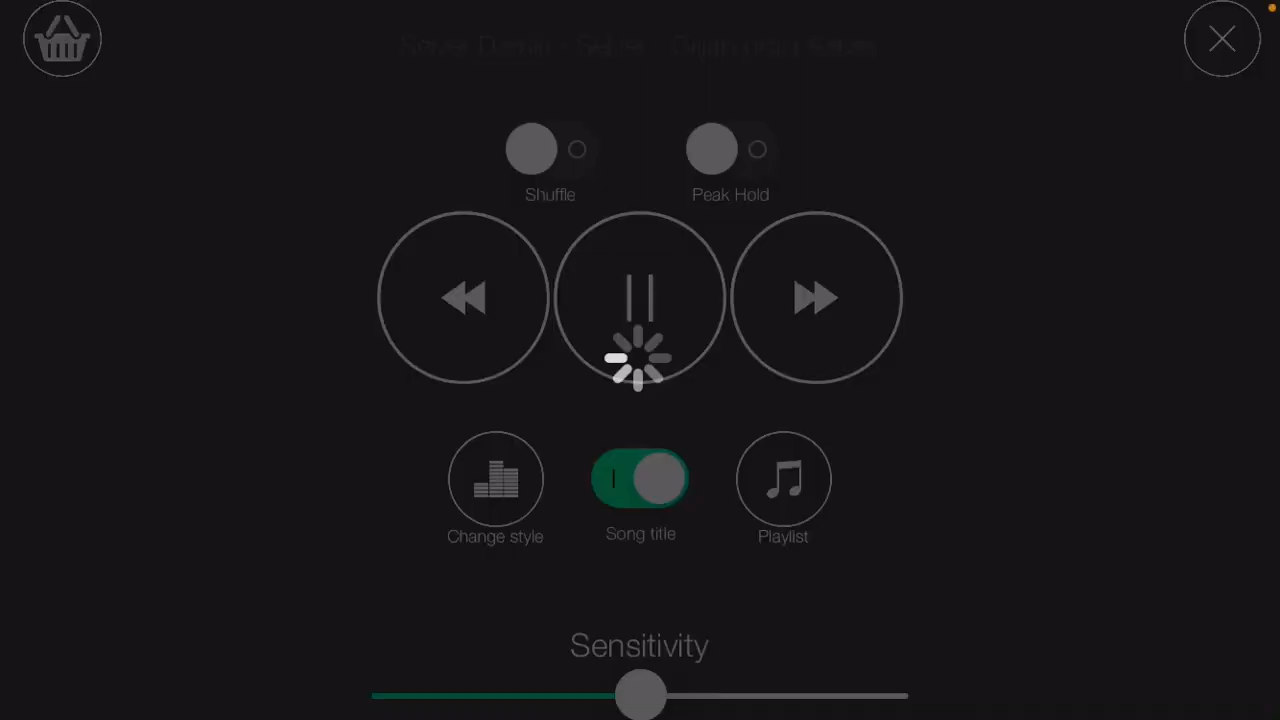 Shuffle
Peak Hold
Change style
Song title
Playlist
Sensitivity